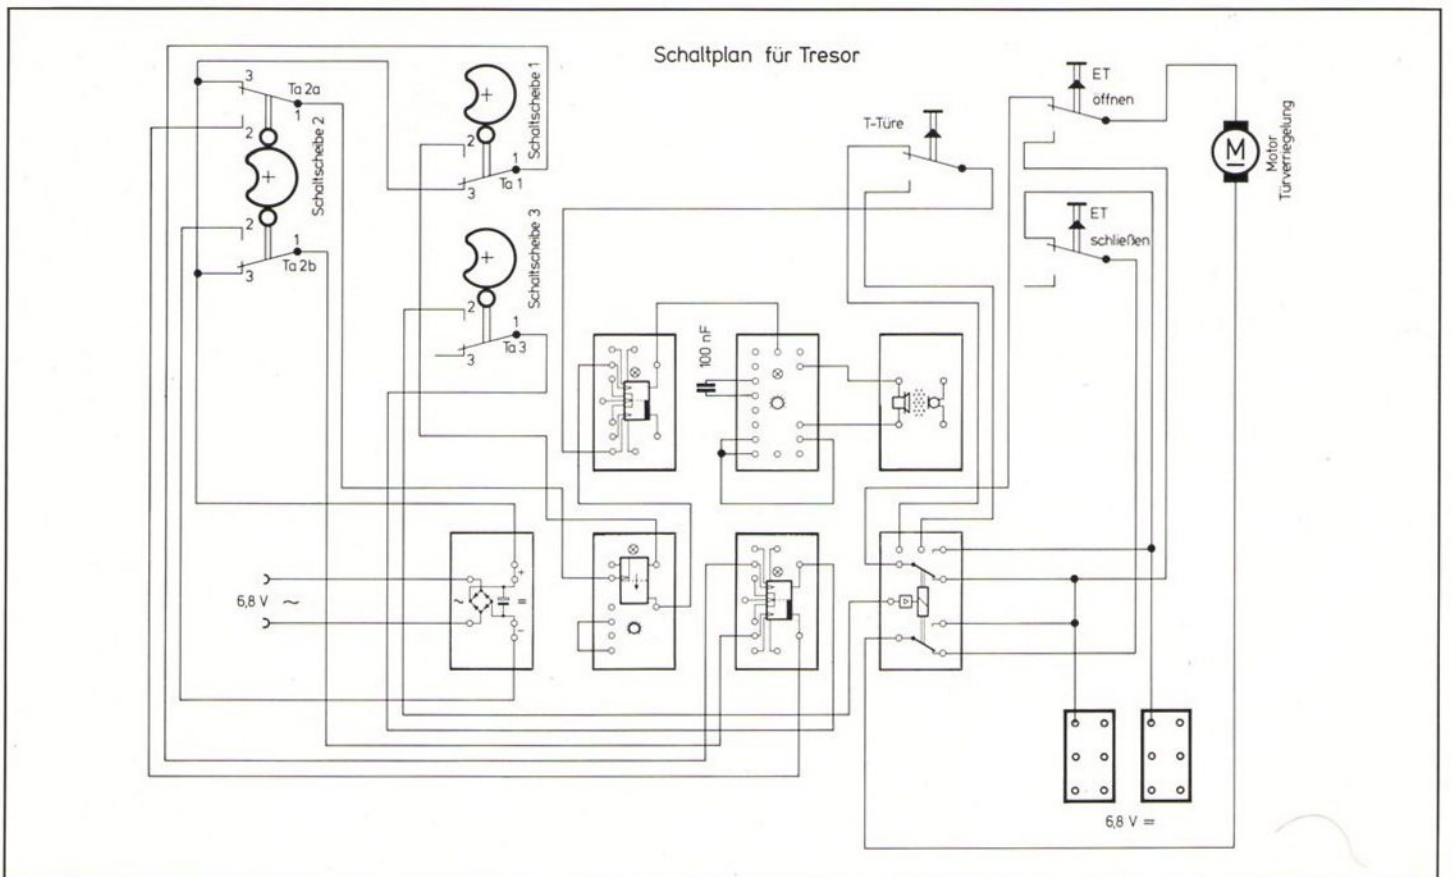 Schaltplan für Tresor
3
Ta 2a
1
2
Schaltscheibe 2
2
1
Ta 2b
3
Schaltscheibe 1
2
1
Ta 1
3
Schaltscheibe 3
2
1
Ta 3
3
T-Türe
ET
öffnen
ET
schließen
M
Motor
Türverriegelung
100 nF
6,8 V ~
~
+
=
-
6,8 V =